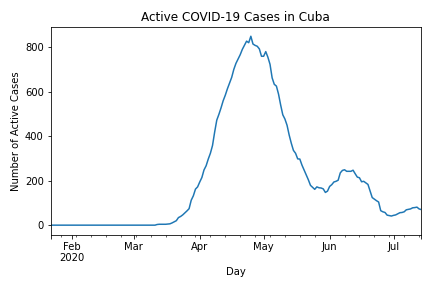 Active COVID-19 Cases in Cuba
Number of Active Cases
800
600
400
200
0
Feb
2020
Mar
Apr
May
Jun
Jul
Day